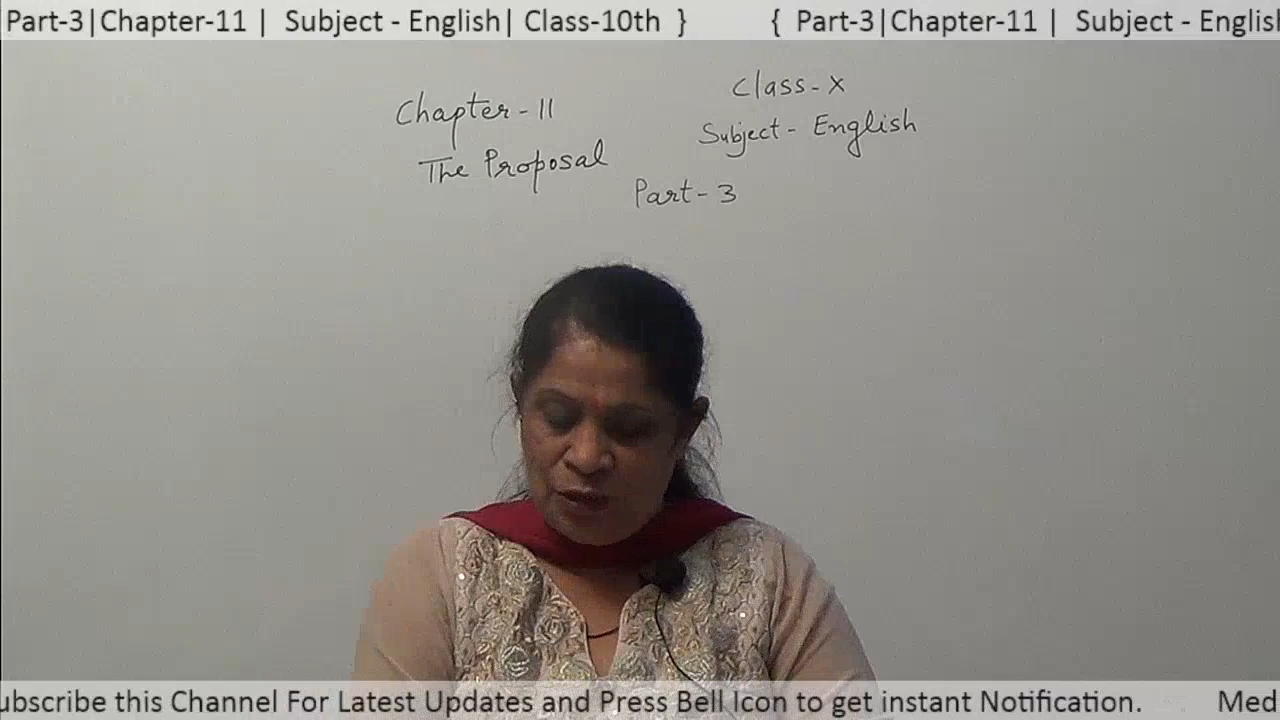 Part-3|Chapter-11 | Subject - English| Class-10th } { Part-3|Chapter-11 | Subject - English
Class-X
Chapter-11
Subject - English
The Proposal
Part-3
ubscribe this Channel For Latest Updates and Press Bell Icon to get instant Notification. Med